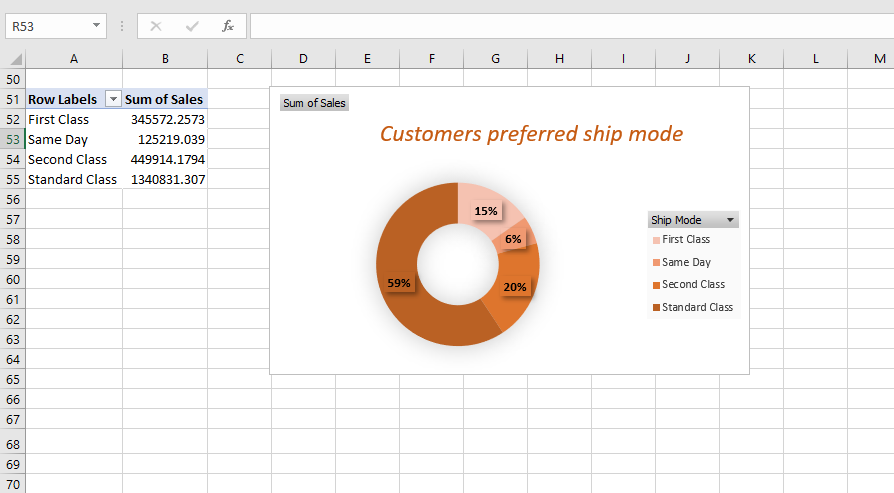 R53
fx
A B C D E F G H I J K L M
50
51 Row Labels Sum of Sales
52 First Class 345572.2573
53 Same Day 125219.039
54 Second Class 449914.1794
55 Standard Class 1340831.307
56
57
58
59
60
61
62
63
64
65
66
67
68
69
70
Sum of Sales
Customers preferred ship mode
15%
6%
20%
59%
Ship Mode
First Class
Same Day
Second Class
Standard Class